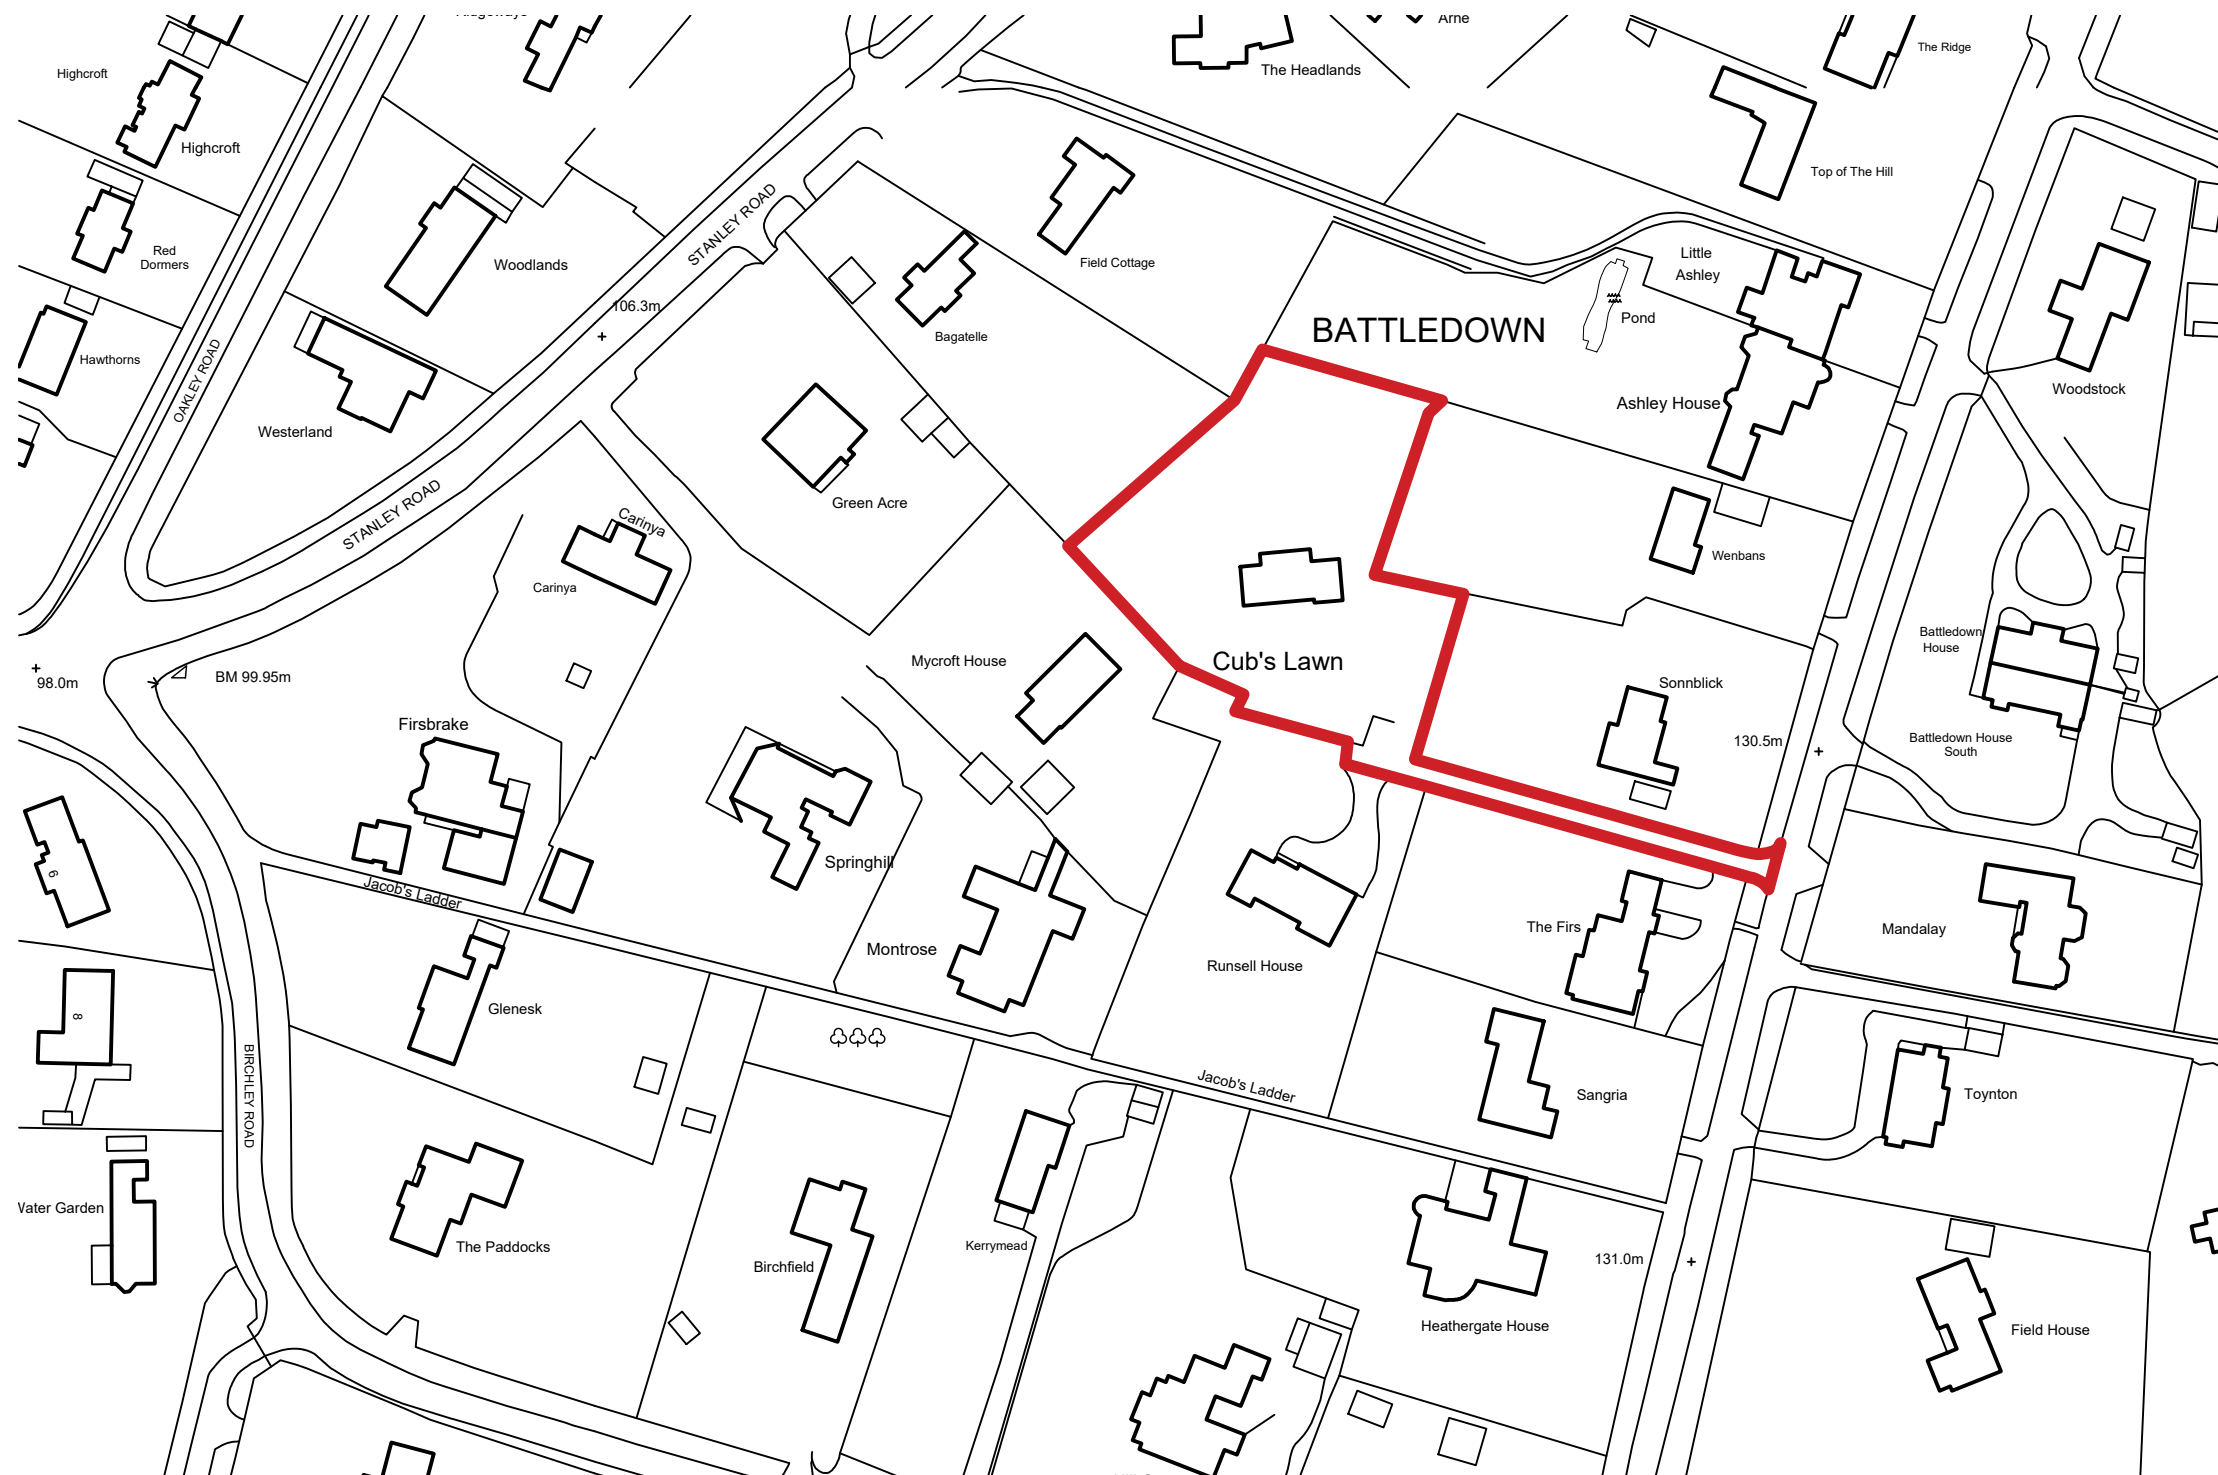 Arne
The Headlands
The Ridge
Highcroft
Highcroft
Top of The Hill
Red
Dormers
Woodlands
STANLEY ROAD
Field Cottage
Little
Ashley
106.3m
Pond
BATTLEDOWN
Bagatelle
Hawthorns
OAKLEY ROAD
Woodstock
Ashley House
Westerland
Green Acre
STANLEY ROAD
Carinya
Wenbans
Carinya
Battledown
House
Mycroft House
Cub's Lawn
98.0m
BM 99.95m
Sonnblick
Firsbrake
130.5m
Battledown House
South
Springhill
6
Jacob's Ladder
Montrose
The Firs
Mandalay
Runsell House
Glenesk
8
BIRCHLEY ROAD
Jacob's Ladder
Sangria
Toynton
Water Garden
The Paddocks
Kerrymead
Birchfield
131.0m
Heathergate House
Field House